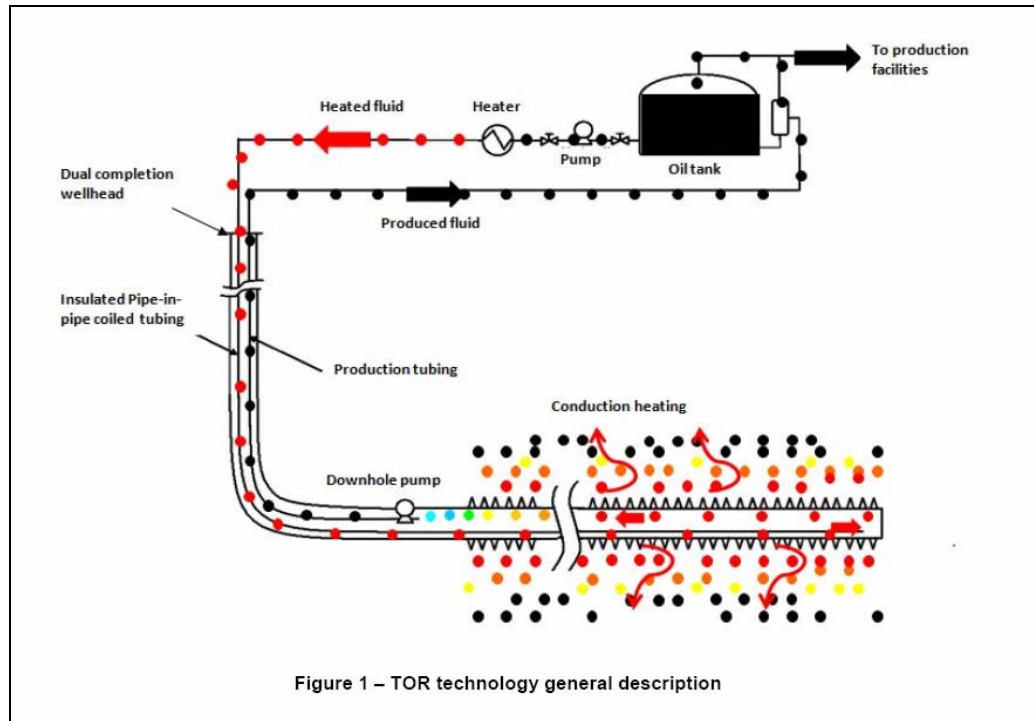 To production
facilities
Heated fluid
Heater
Pump
Oil tank
Dual completion
wellhead
Produced fluid
Insulated Pipe-in-
pipe coiled tubing
Production tubing
Conduction heating
Downhole pump
Figure 1 – TOR technology general description